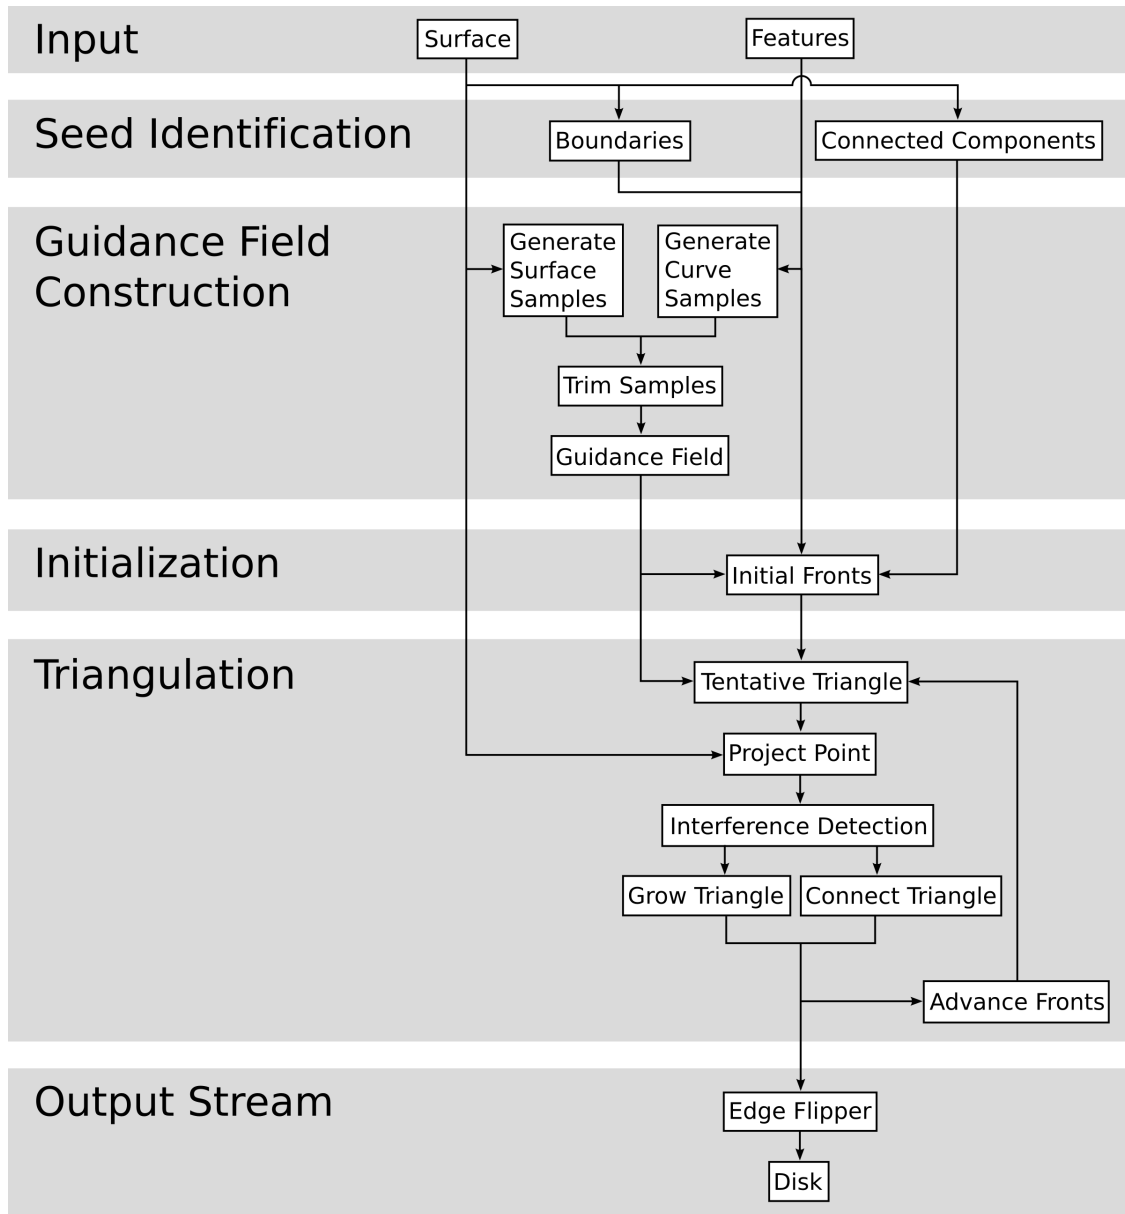 Input
Surface
Features
Seed Identification
Boundaries
Connected Components
Guidance Field
Construction
Generate
Surface
Samples
Generate
Curve
Samples
Trim Samples
Guidance Field
Initialization
Initial Fronts
Triangulation
Tentative Triangle
Project Point
Interference Detection
Grow Triangle
Connect Triangle
Advance Fronts
Output Stream
Edge Flipper
Disk